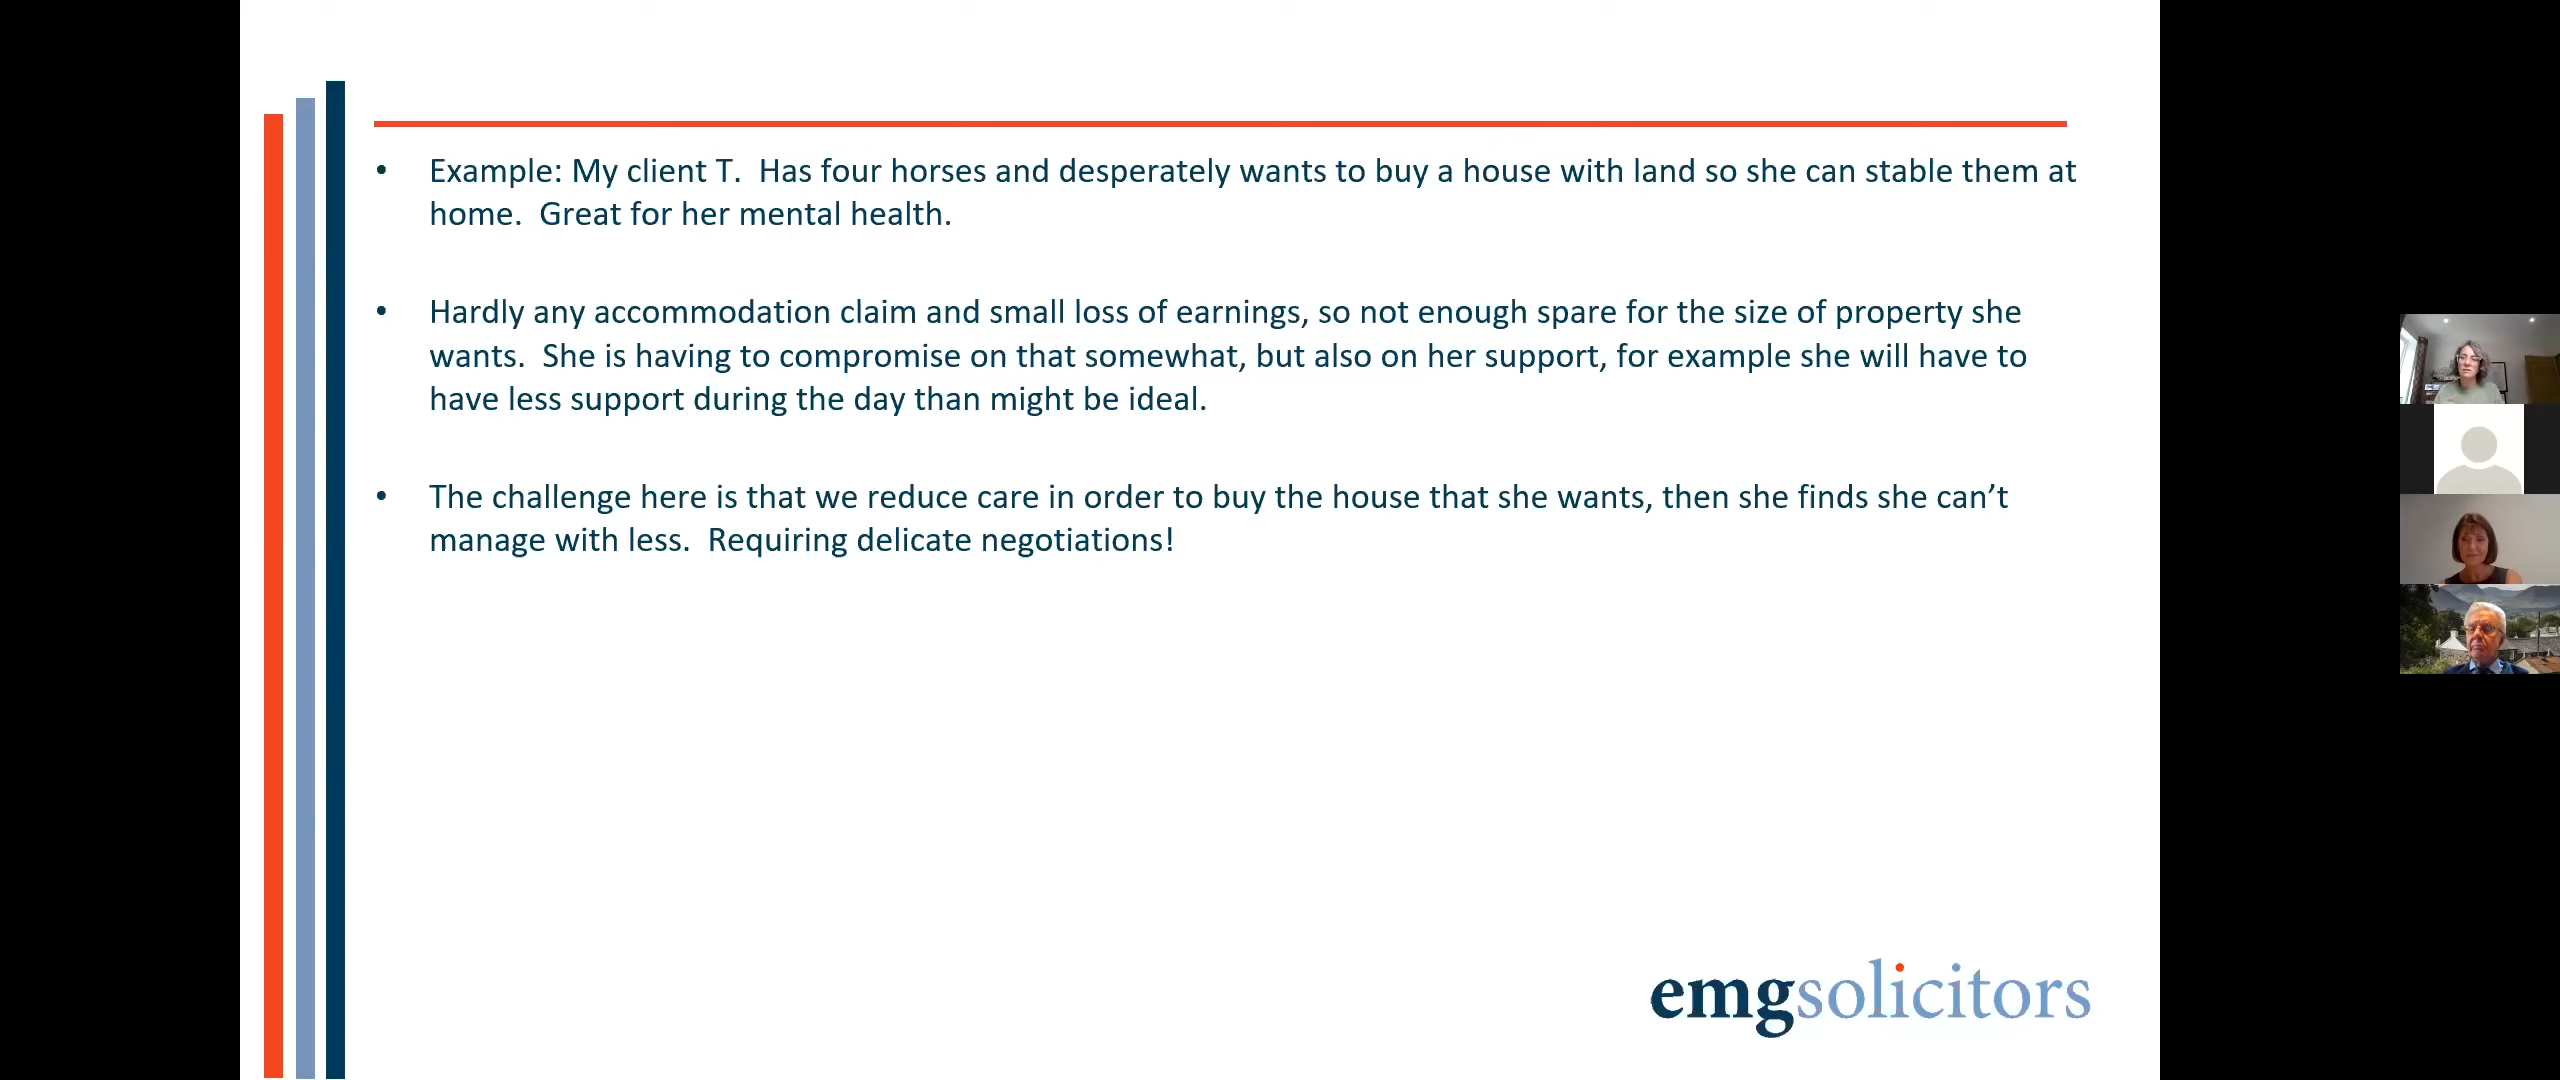 • Example: My client T.  Has four horses and desperately wants to buy a house with land so she can stable them at
home.  Great for her mental health.
• Hardly any accommodation claim and small loss of earnings, so not enough spare for the size of property she
wants.  She is having to compromise on that somewhat, but also on her support, for example she will have to
have less support during the day than might be ideal.
• The challenge here is that we reduce care in order to buy the house that she wants, then she finds she can’t
manage with less.  Requiring delicate negotiations!
emgsolicitors